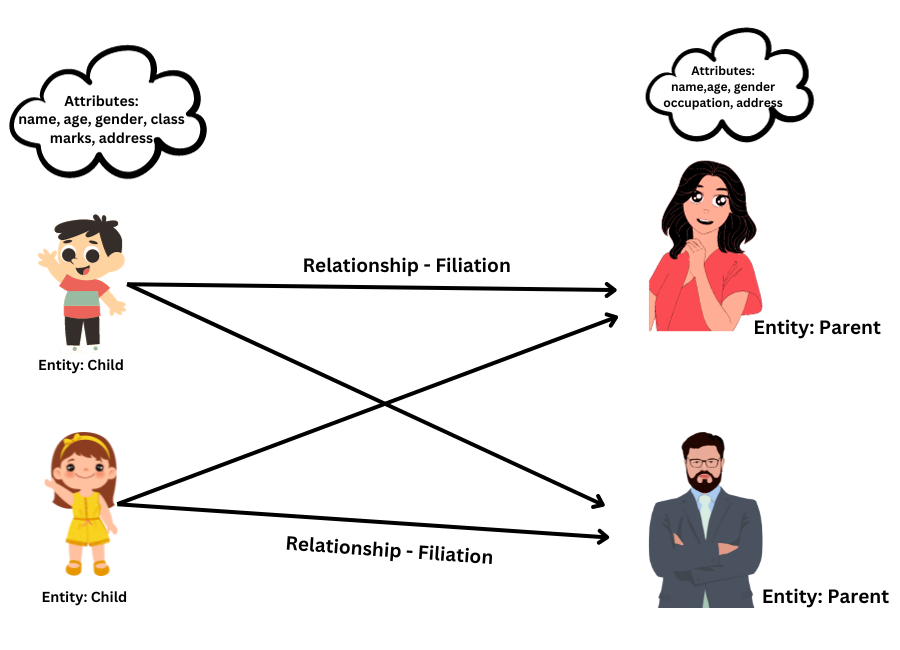 Attributes:
name, age, gender, class
marks, address
Attributes:
name,age, gender
occupation, address
Relationship - Filiation
Entity: Parent
Entity: Child
Relationship - Filiation
Entity: Child
Entity: Parent